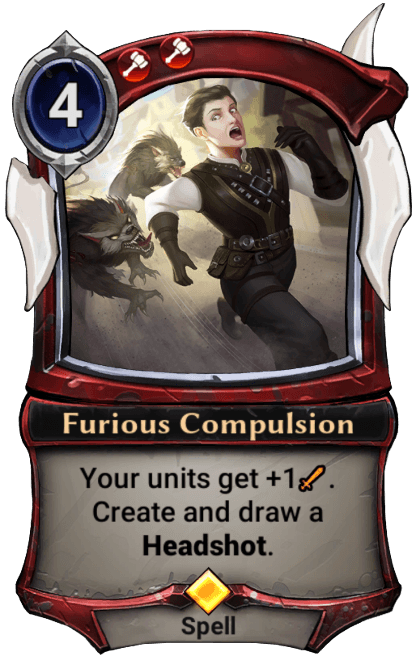 4
Furious Compulsion
Your units get +1.
Create and draw a
Headshot.
Spell